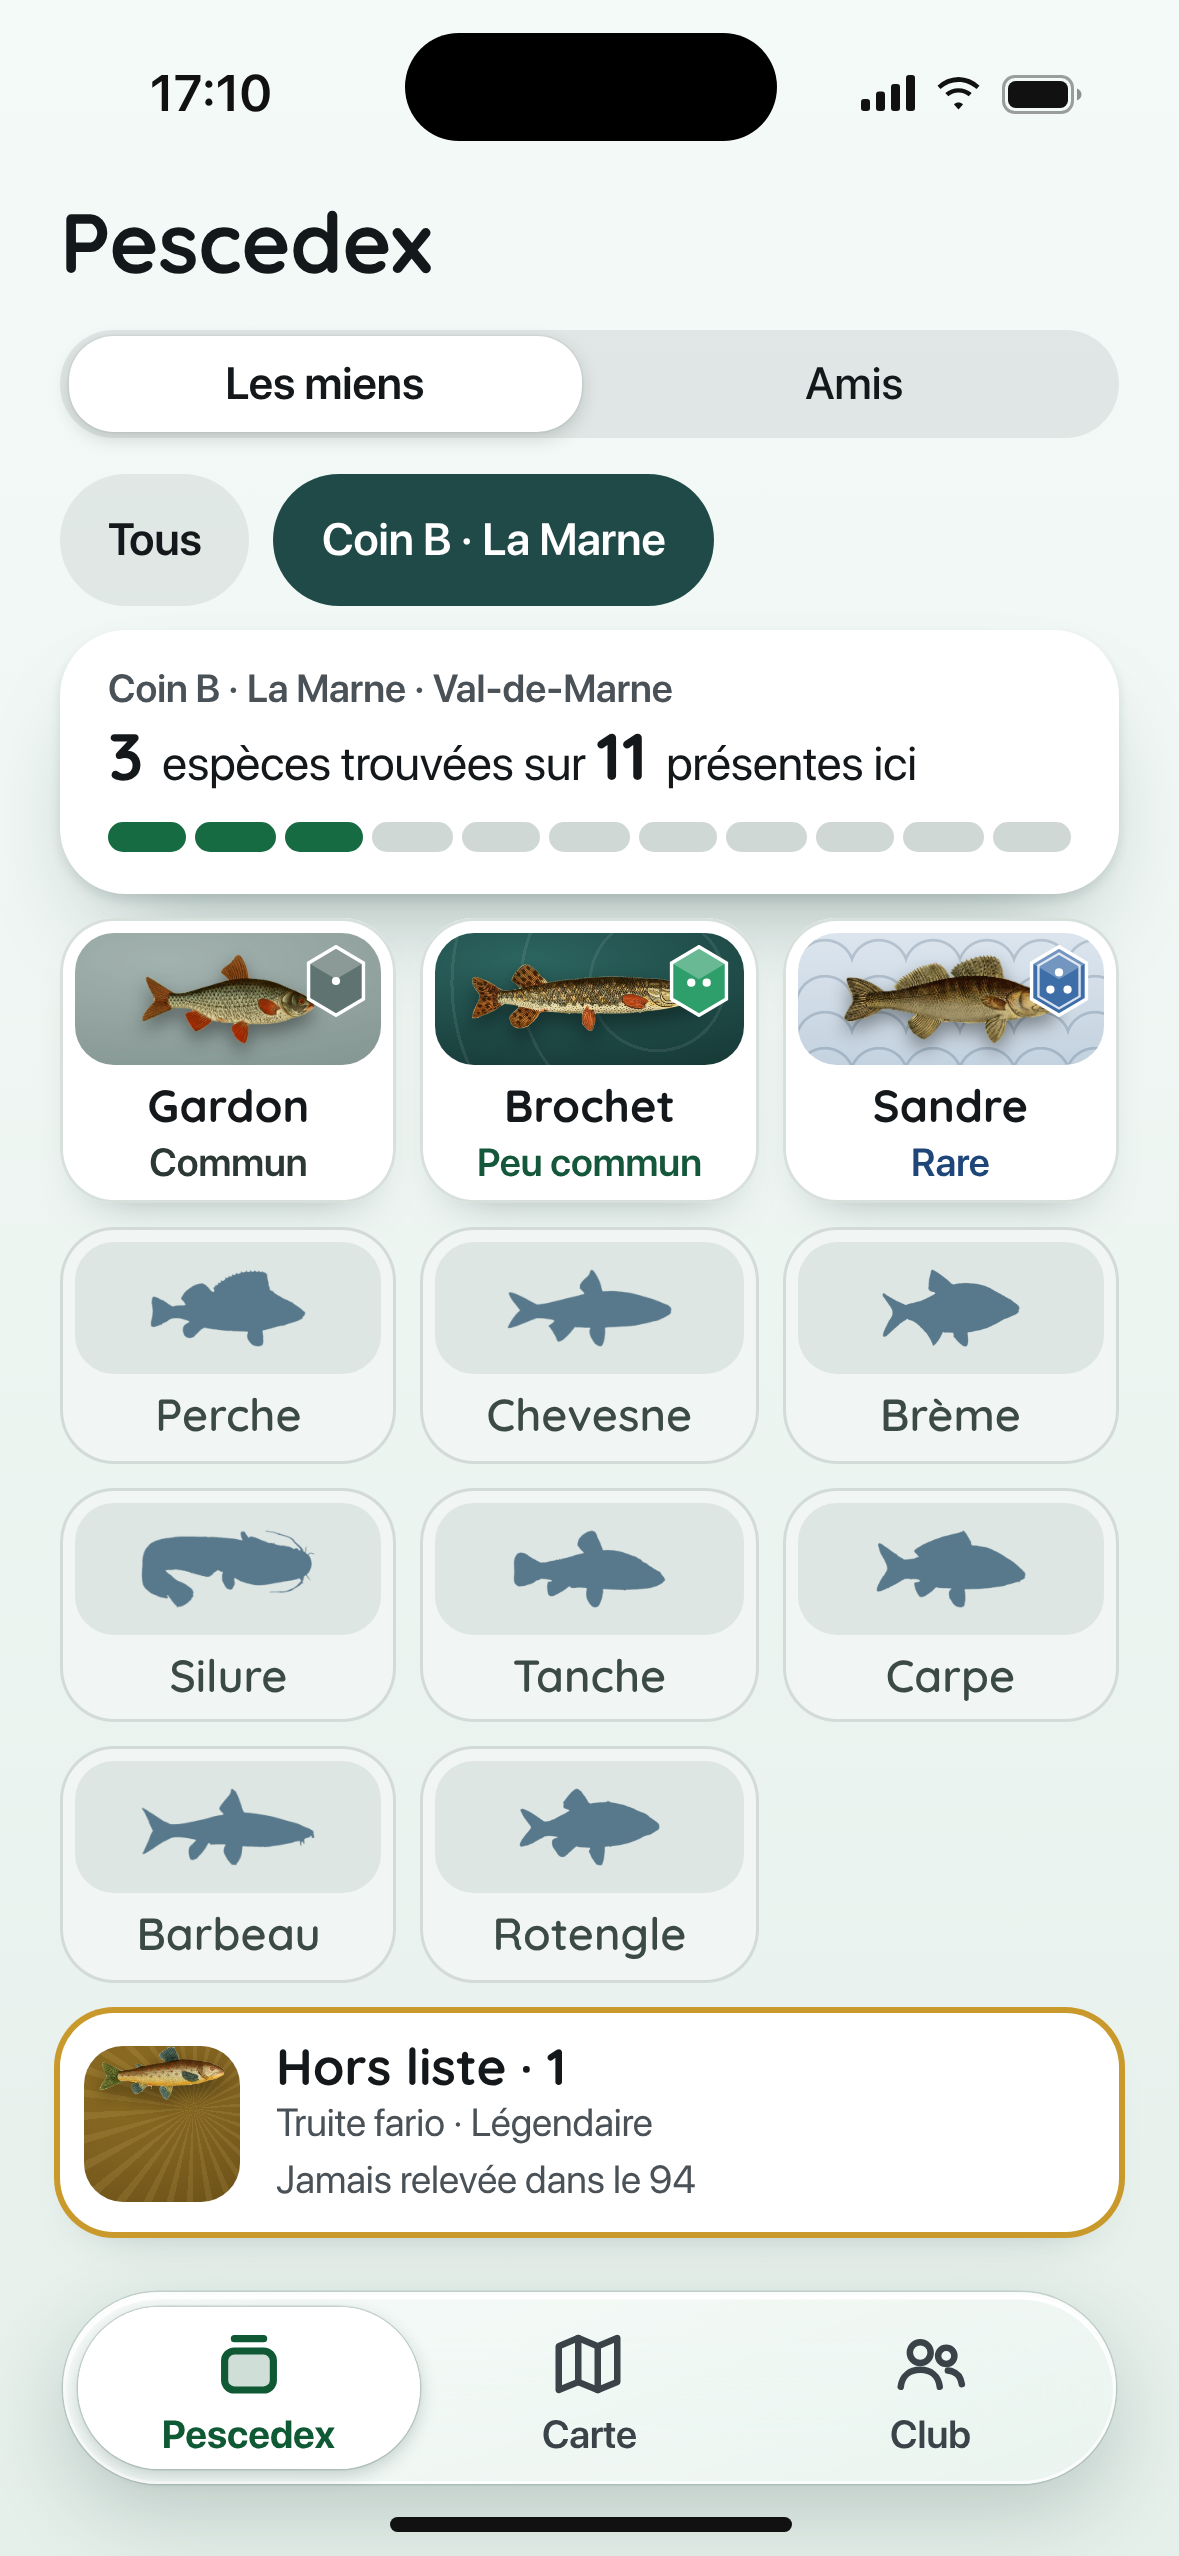 17:10
Pescedex
Les miens
Amis
Tous
Coin B · La Marne
Coin B · La Marne · Val-de-Marne
3 espèces trouvées sur 11 présentes ici
Gardon
Commun
Brochet
Peu commun
Sandre
Rare
Perche
Chevesne
Brème
Silure
Tanche
Carpe
Barbeau
Rotengle
Hors liste · 1
Truite fario · Légendaire
Jamais relevée dans le 94
Pescedex
Carte
Club